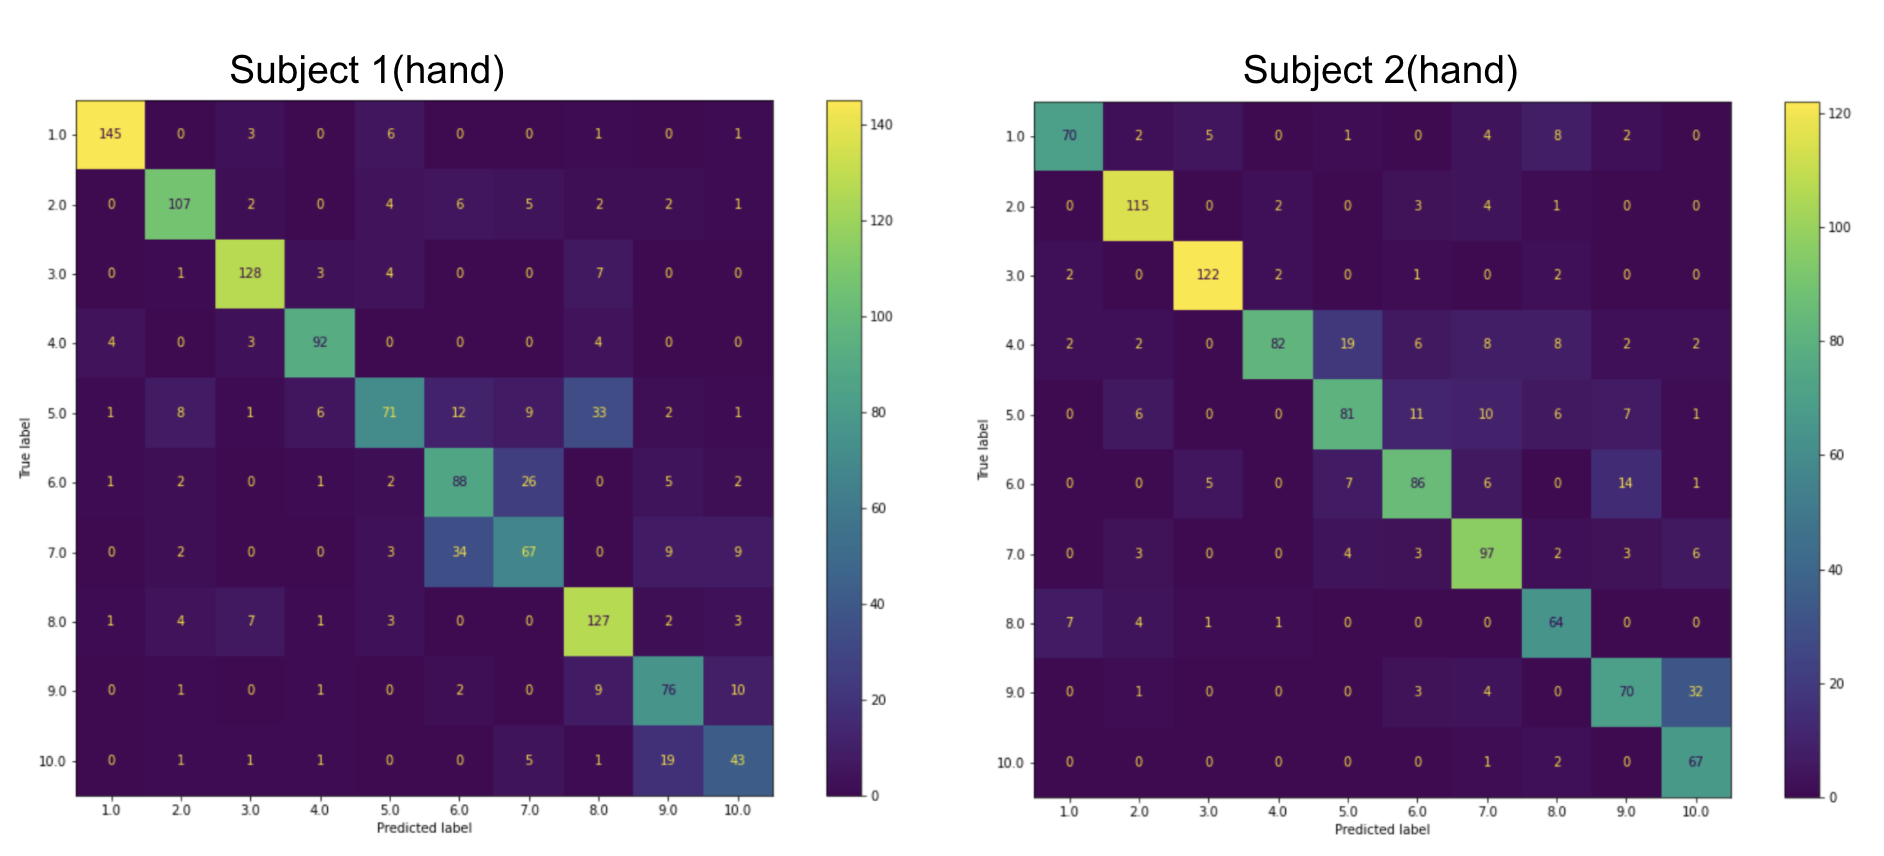 Subject 1(hand)
1.0 145 0 3 0 6 0 0 1 0 1
2.0 0 107 2 0 4 6 5 2 2 1
3.0 0 1 128 3 4 0 0 7 0 0
4.0 4 0 3 92 0 0 0 4 0 0
5.0 1 8 1 6 71 12 9 33 2 1
6.0 1 2 0 1 2 88 26 0 5 2
7.0 0 2 0 0 3 34 67 0 9 9
8.0 1 4 7 1 3 0 0 127 2 3
9.0 0 1 0 1 0 2 0 9 76 10
10.0 0 1 1 1 0 0 5 1 19 43
1.0 2.0 3.0 4.0 5.0 6.0 7.0 8.0 9.0 10.0
Predicted label
True label
140
120
100
80
60
40
20
0
Subject 2(hand)
1.0 70 2 5 0 1 0 4 8 2 0
2.0 0 115 0 2 0 3 4 1 0 0
3.0 2 0 122 2 0 1 0 2 0 0
4.0 2 2 0 82 19 6 8 8 2 2
5.0 0 6 0 0 81 11 10 6 7 1
6.0 0 0 5 0 7 86 6 0 14 1
7.0 0 3 0 0 4 3 97 2 3 6
8.0 7 4 1 1 0 0 0 64 0 0
9.0 0 1 0 0 0 3 4 0 70 32
10.0 0 0 0 0 0 0 1 2 0 67
1.0 2.0 3.0 4.0 5.0 6.0 7.0 8.0 9.0 10.0
Predicted label
True label
120
100
80
60
40
20
0